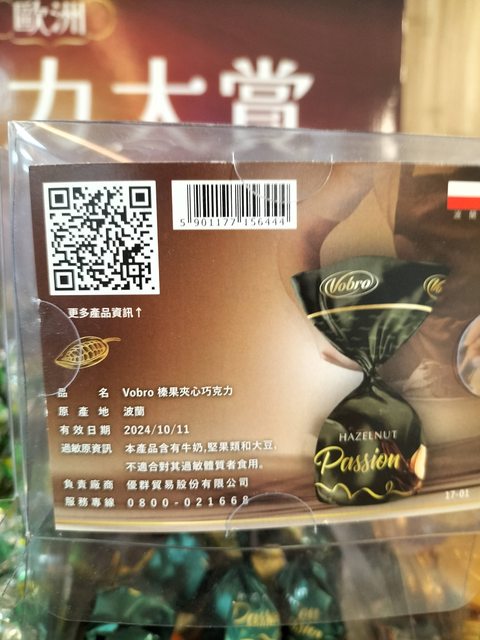 歐洲
力大賞
5 901177 156444
波蘭
更多產品資訊↑
Vobro
品 名 Vobro 榛果夾心巧克力
原 產 地 波蘭
有 效 日 期 2024/10/11
過敏原資訊 本產品含有牛奶,堅果類和大豆,
不適合對其過敏體質者食用。
負 責 廠 商 優群貿易股份有限公司
服 務 專 線 0800-021668
HAZELNUT
Passion
17-01